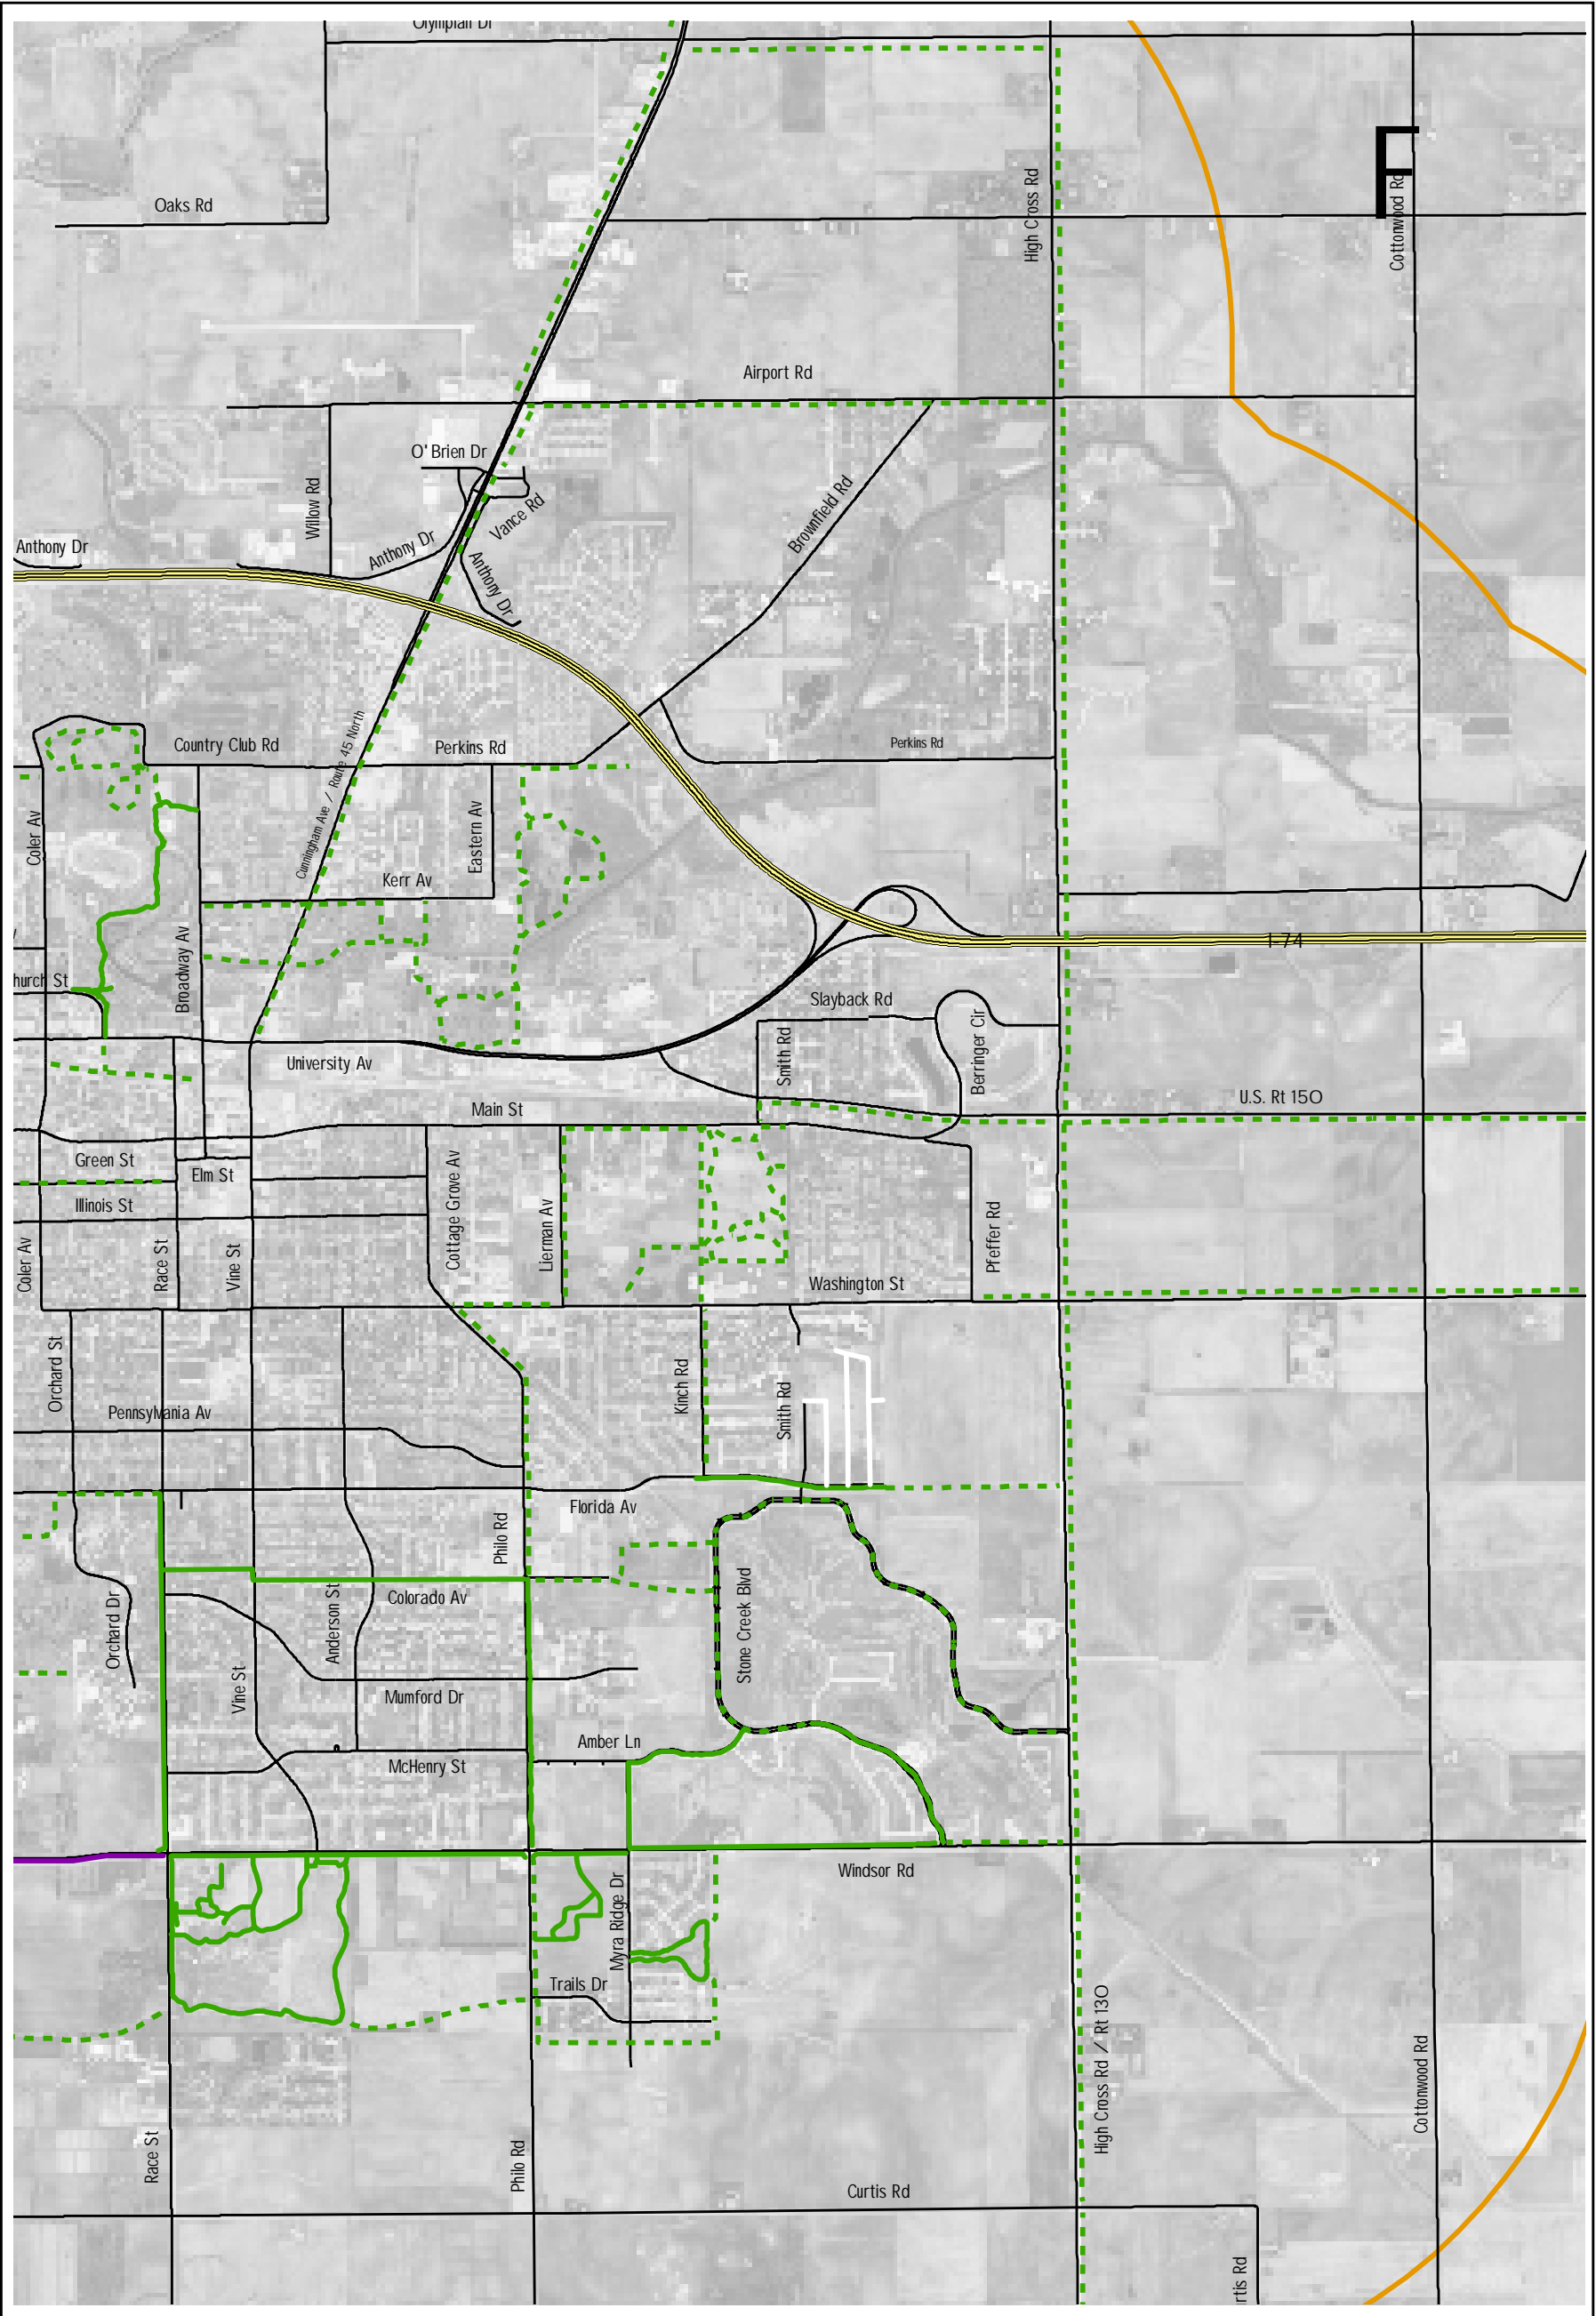 Olympian Dr
Oaks Rd
High Cross Rd
Cottonwood Rd
F
Airport Rd
O'Brien Dr
Willow Rd
Vance Rd
Brownfield Rd
Anthony Dr
Anthony Dr
Anthony Dr
Cunningham Ave / Route 45 North
Country Club Rd
Perkins Rd
Perkins Rd
Coler Av
Eastern Av
Kerr Av
Broadway Av
I-74
hurch St
Slayback Rd
Smith Rd
Berringer Cir
University Av
U.S. Rt 150
Main St
Green St
Elm St
Illinois St
Cottage Grove Av
Lierman Av
Pfeffer Rd
Coler Av
Race St
Vine St
Washington St
Orchard St
Kinch Rd
Smith Rd
Pennsylvania Av
Florida Av
Philo Rd
Colorado Av
Anderson St
Orchard Dr
Stone Creek Blvd
Vine St
Mumford Dr
Amber Ln
McHenry St
Windsor Rd
Myra Ridge Dr
Trails Dr
High Cross Rd / Rt 130
Cottonwood Rd
Race St
Philo Rd
Curtis Rd
rtis Rd